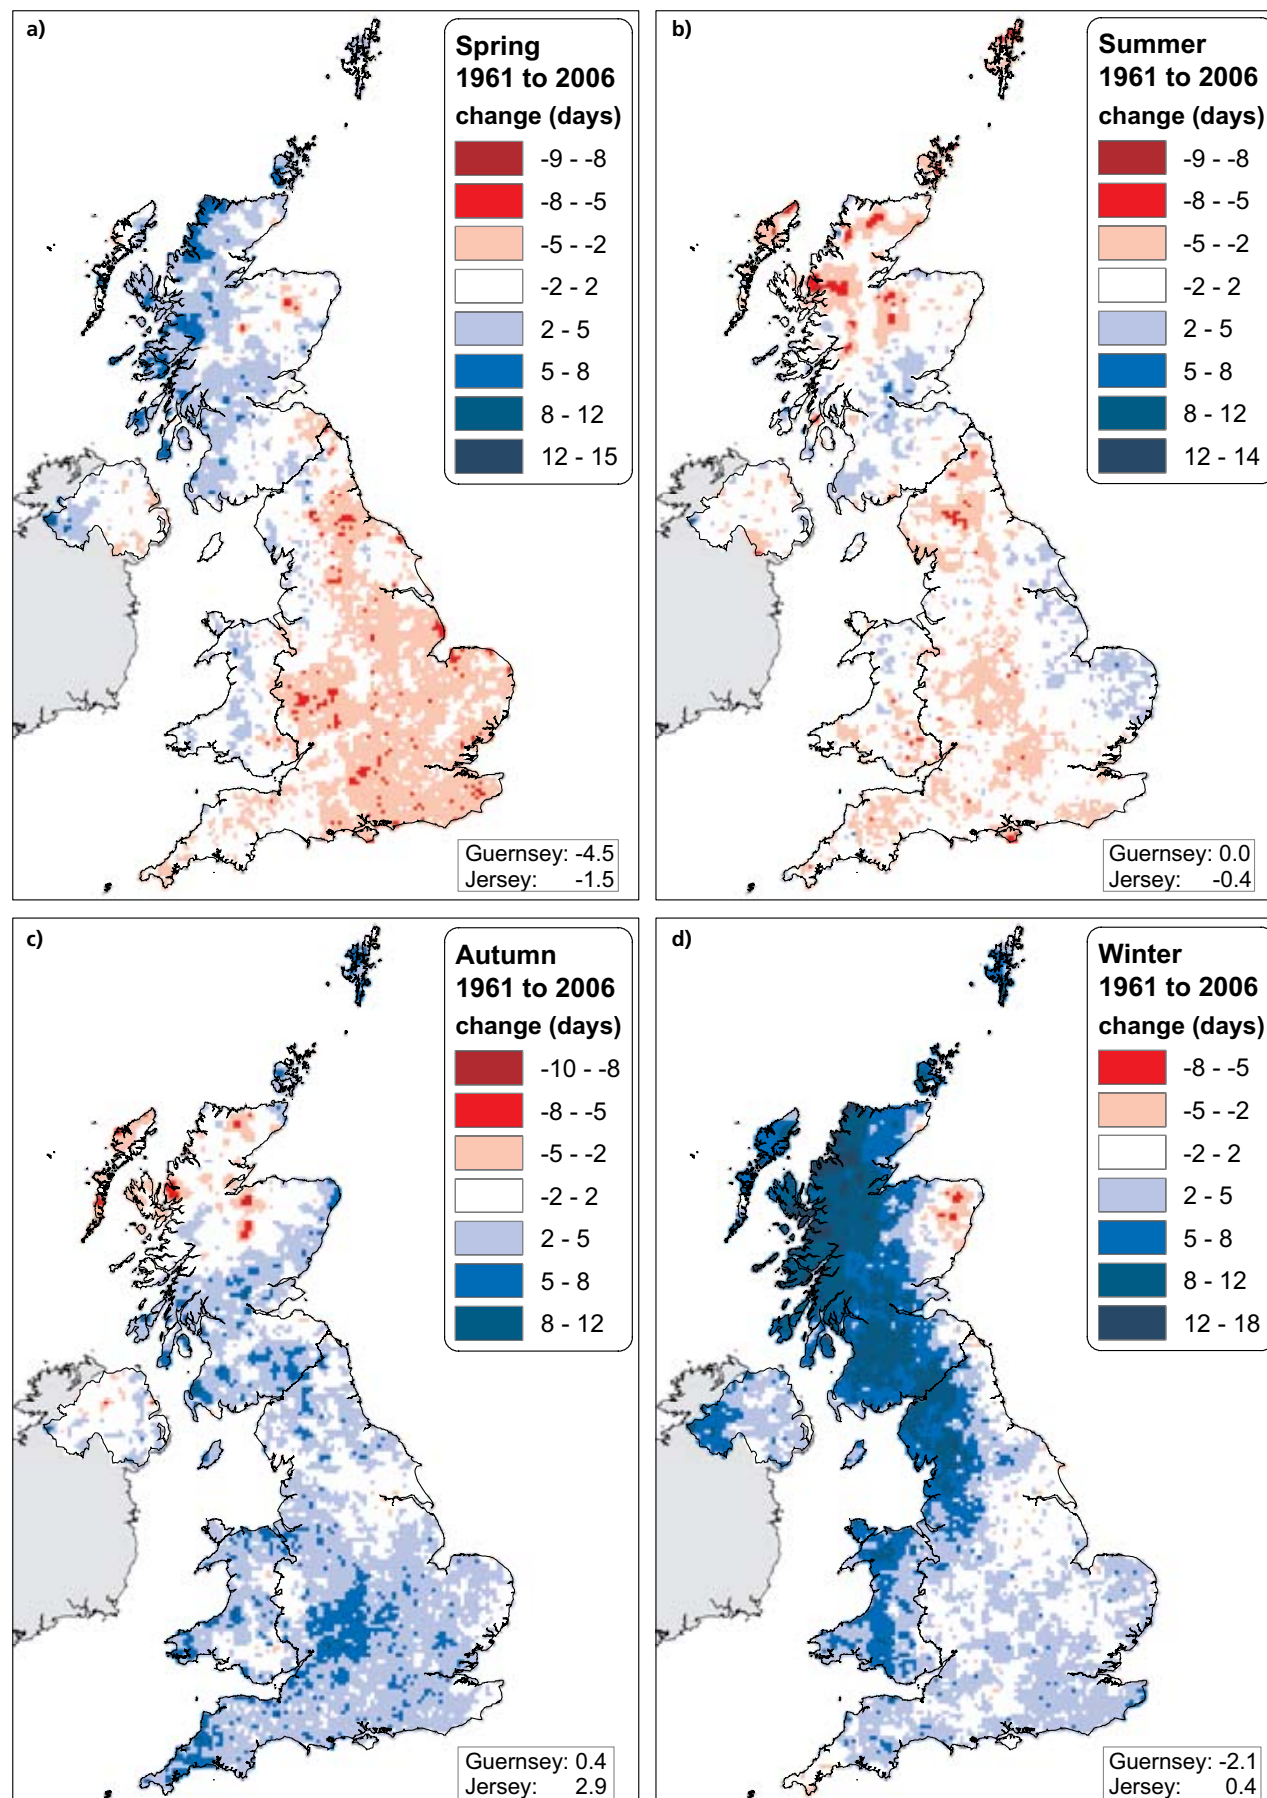 a)
Spring
1961 to 2006
change (days)
-9 - -8
-8 - -5
-5 - -2
-2 - 2
2 - 5
5 - 8
8 - 12
12 - 15
Guernsey: -4.5
Jersey: -1.5
b)
Summer
1961 to 2006
change (days)
-9 - -8
-8 - -5
-5 - -2
-2 - 2
2 - 5
5 - 8
8 - 12
12 - 14
Guernsey: 0.0
Jersey: -0.4
c)
Autumn
1961 to 2006
change (days)
-10 - -8
-8 - -5
-5 - -2
-2 - 2
2 - 5
5 - 8
8 - 12
Guernsey: 0.4
Jersey: 2.9
d)
Winter
1961 to 2006
change (days)
-8 - -5
-5 - -2
-2 - 2
2 - 5
5 - 8
8 - 12
12 - 18
Guernsey: -2.1
Jersey: 0.4